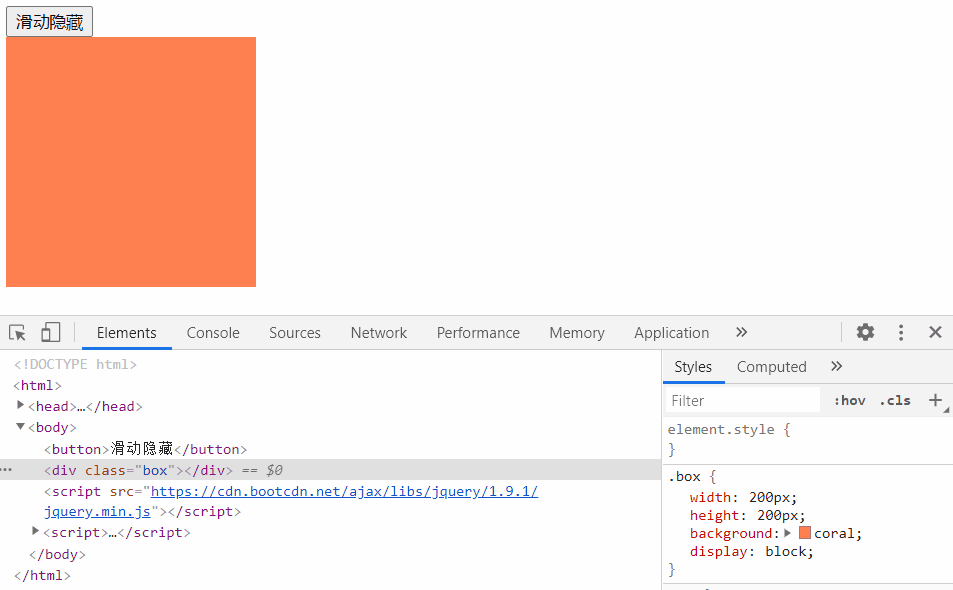 滑动隐藏
Elements Console Sources Network Performance Memory Application »
<!DOCTYPE html>
<html>
<head>…</head>
<body>
<button>滑动隐藏</button>
<div class="box"></div> == $0
<script src="https://cdn.bootcdn.net/ajax/libs/jquery/1.9.1/
jquery.min.js"></script>
<script>…</script>
</body>
</html>
Styles Computed »
Filter :hov .cls +
element.style {
}
.box {
width: 200px;
height: 200px;
background: coral;
display: block;
}